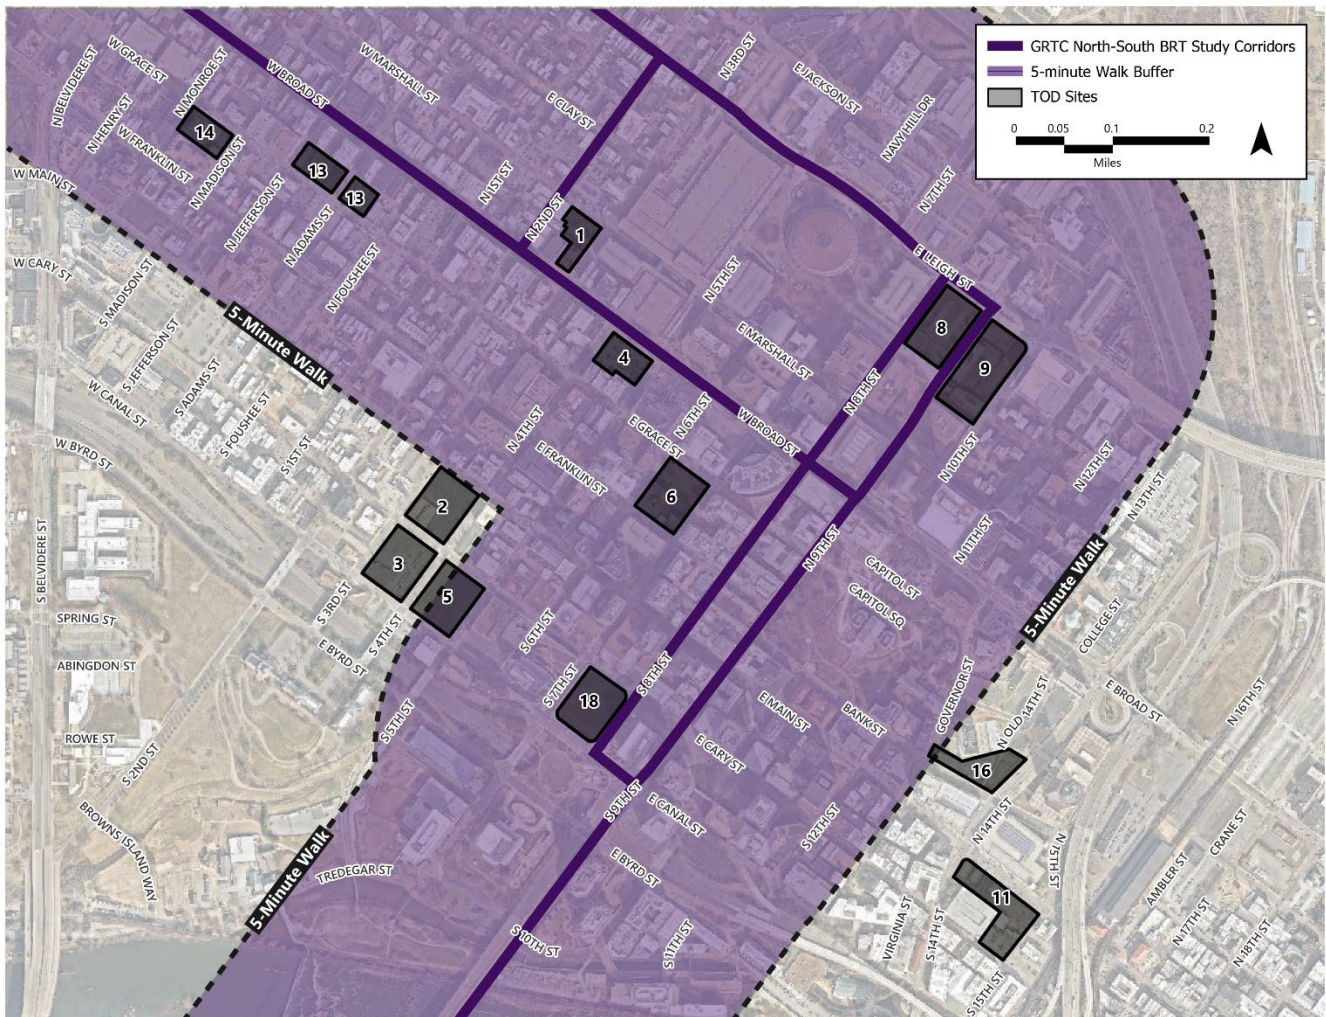 GRTC North-South BRT Study Corridors
5-minute Walk Buffer
TOD Sites
0 0.05 0.1 0.2
Miles
N BELVIDERE ST
W GRACE ST
N MONROE ST
W BROAD ST
W MARSHALL ST
E CLAY ST
N 3RD ST
E JACKSON ST
NAVY HILL DR
N HENRY ST
W FRANKLIN ST
14
N MADISON ST
13
13
N 1ST ST
N 7TH ST
W MAIN ST
N JEFFERSON ST
N ADAMS ST
N 2ND ST
1
N FOUSHEE ST
W CARY ST
S MADISON ST
N 5TH ST
E LEIGH ST
5-Minute Walk
S JEFFERSON ST
E MARSHALL ST
8
4
9
W CANAL ST
S ADAMS ST
S FOUSHEE ST
N 8TH ST
N 6TH ST
W BROAD ST
W BYRD ST
S 1ST ST
N 4TH ST
E GRACE ST
E FRANKLIN ST
N 10TH ST
N 12TH ST
N 13TH ST
2
6
S BELVIDERE ST
3
5
N 9TH ST
N 11TH ST
CAPITOL ST
CAPITOL SQ
5-Minute Walk
SPRING ST
S 3RD ST
S 4TH ST
E BYRD ST
S 6TH ST
COLLEGE ST
ABINGDON ST
S 7TH ST
S 8TH ST
18
E MAIN ST
BANK ST
GOVERNOR ST
N OLD 14TH ST
E BROAD ST
N 16TH ST
ROWE ST
S 2ND ST
S 5TH ST
E CARY ST
16
BROWNS ISLAND WAY
S 9TH ST
E CANAL ST
S 12TH ST
N 14TH ST
N 15TH ST
CRANE ST
AMBLER ST
5-Minute Walk
TREDEGAR ST
E BYRD ST
11
VIRGINIA ST
S 14TH ST
N 17TH ST
N 18TH ST
S 10TH ST
S 11TH ST
S 15TH ST